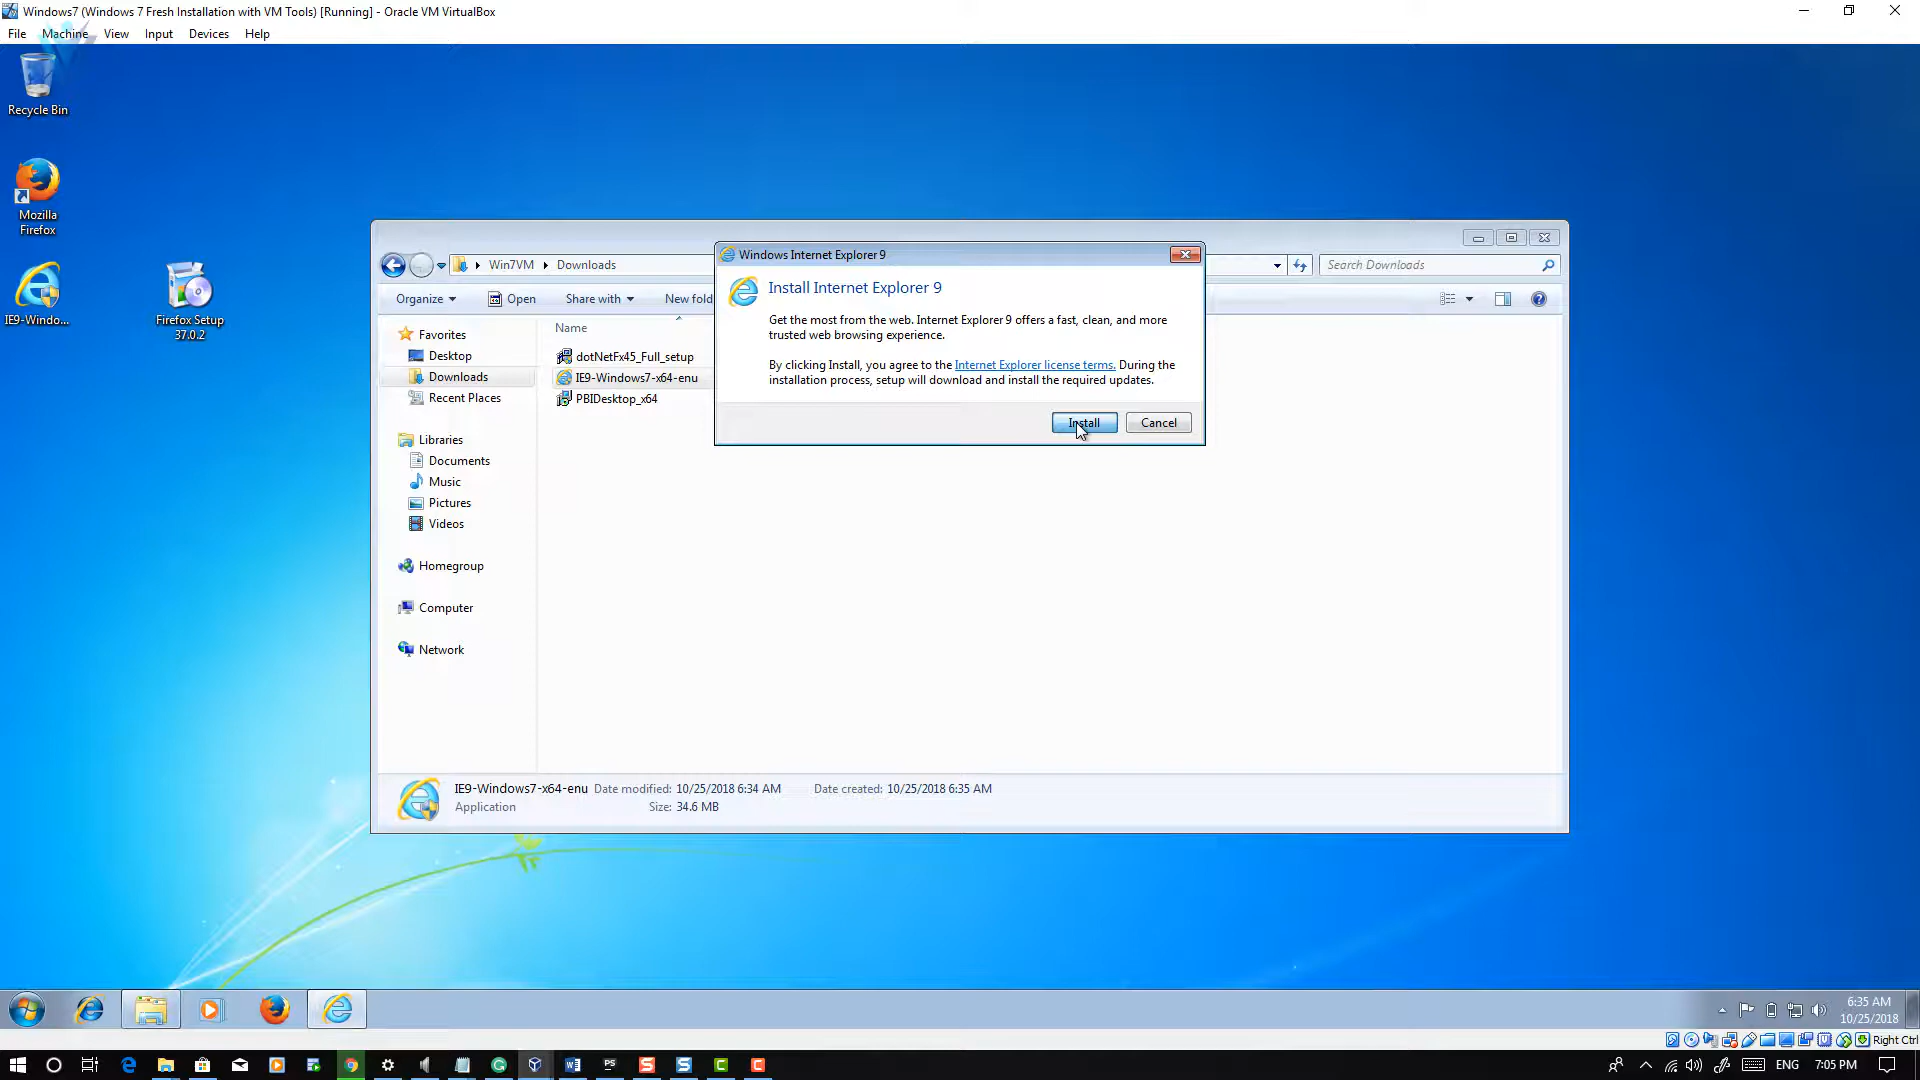 Windows7 (Windows 7 Fresh Installation with VM Tools) [Running] - Oracle VM VirtualBox
File Machine View Input Devices Help
Recycle Bin
Mozilla
Firefox
IE9-Windo...
Firefox Setup
37.0.2
Win7VM Downloads
Search Downloads
Organize Open Share with New fold
Favorites
Desktop
Downloads
Recent Places
Libraries
Documents
Music
Pictures
Videos
Homegroup
Computer
Network
Name
dotNetFx45_Full_setup
IE9-Windows7-x64-enu
PBIDesktop_x64
Windows Internet Explorer 9
Install Internet Explorer 9
Get the most from the web. Internet Explorer 9 offers a fast, clean, and more
trusted web browsing experience.
By clicking Install, you agree to the Internet Explorer license terms. During the
installation process, setup will download and install the required updates.
Install Cancel
IE9-Windows7-x64-enu Date modified: 10/25/2018 6:34 AM Date created: 10/25/2018 6:35 AM
Application Size: 34.6 MB
6:35 AM
10/25/2018
Right Ctrl
ENG 7:05 PM